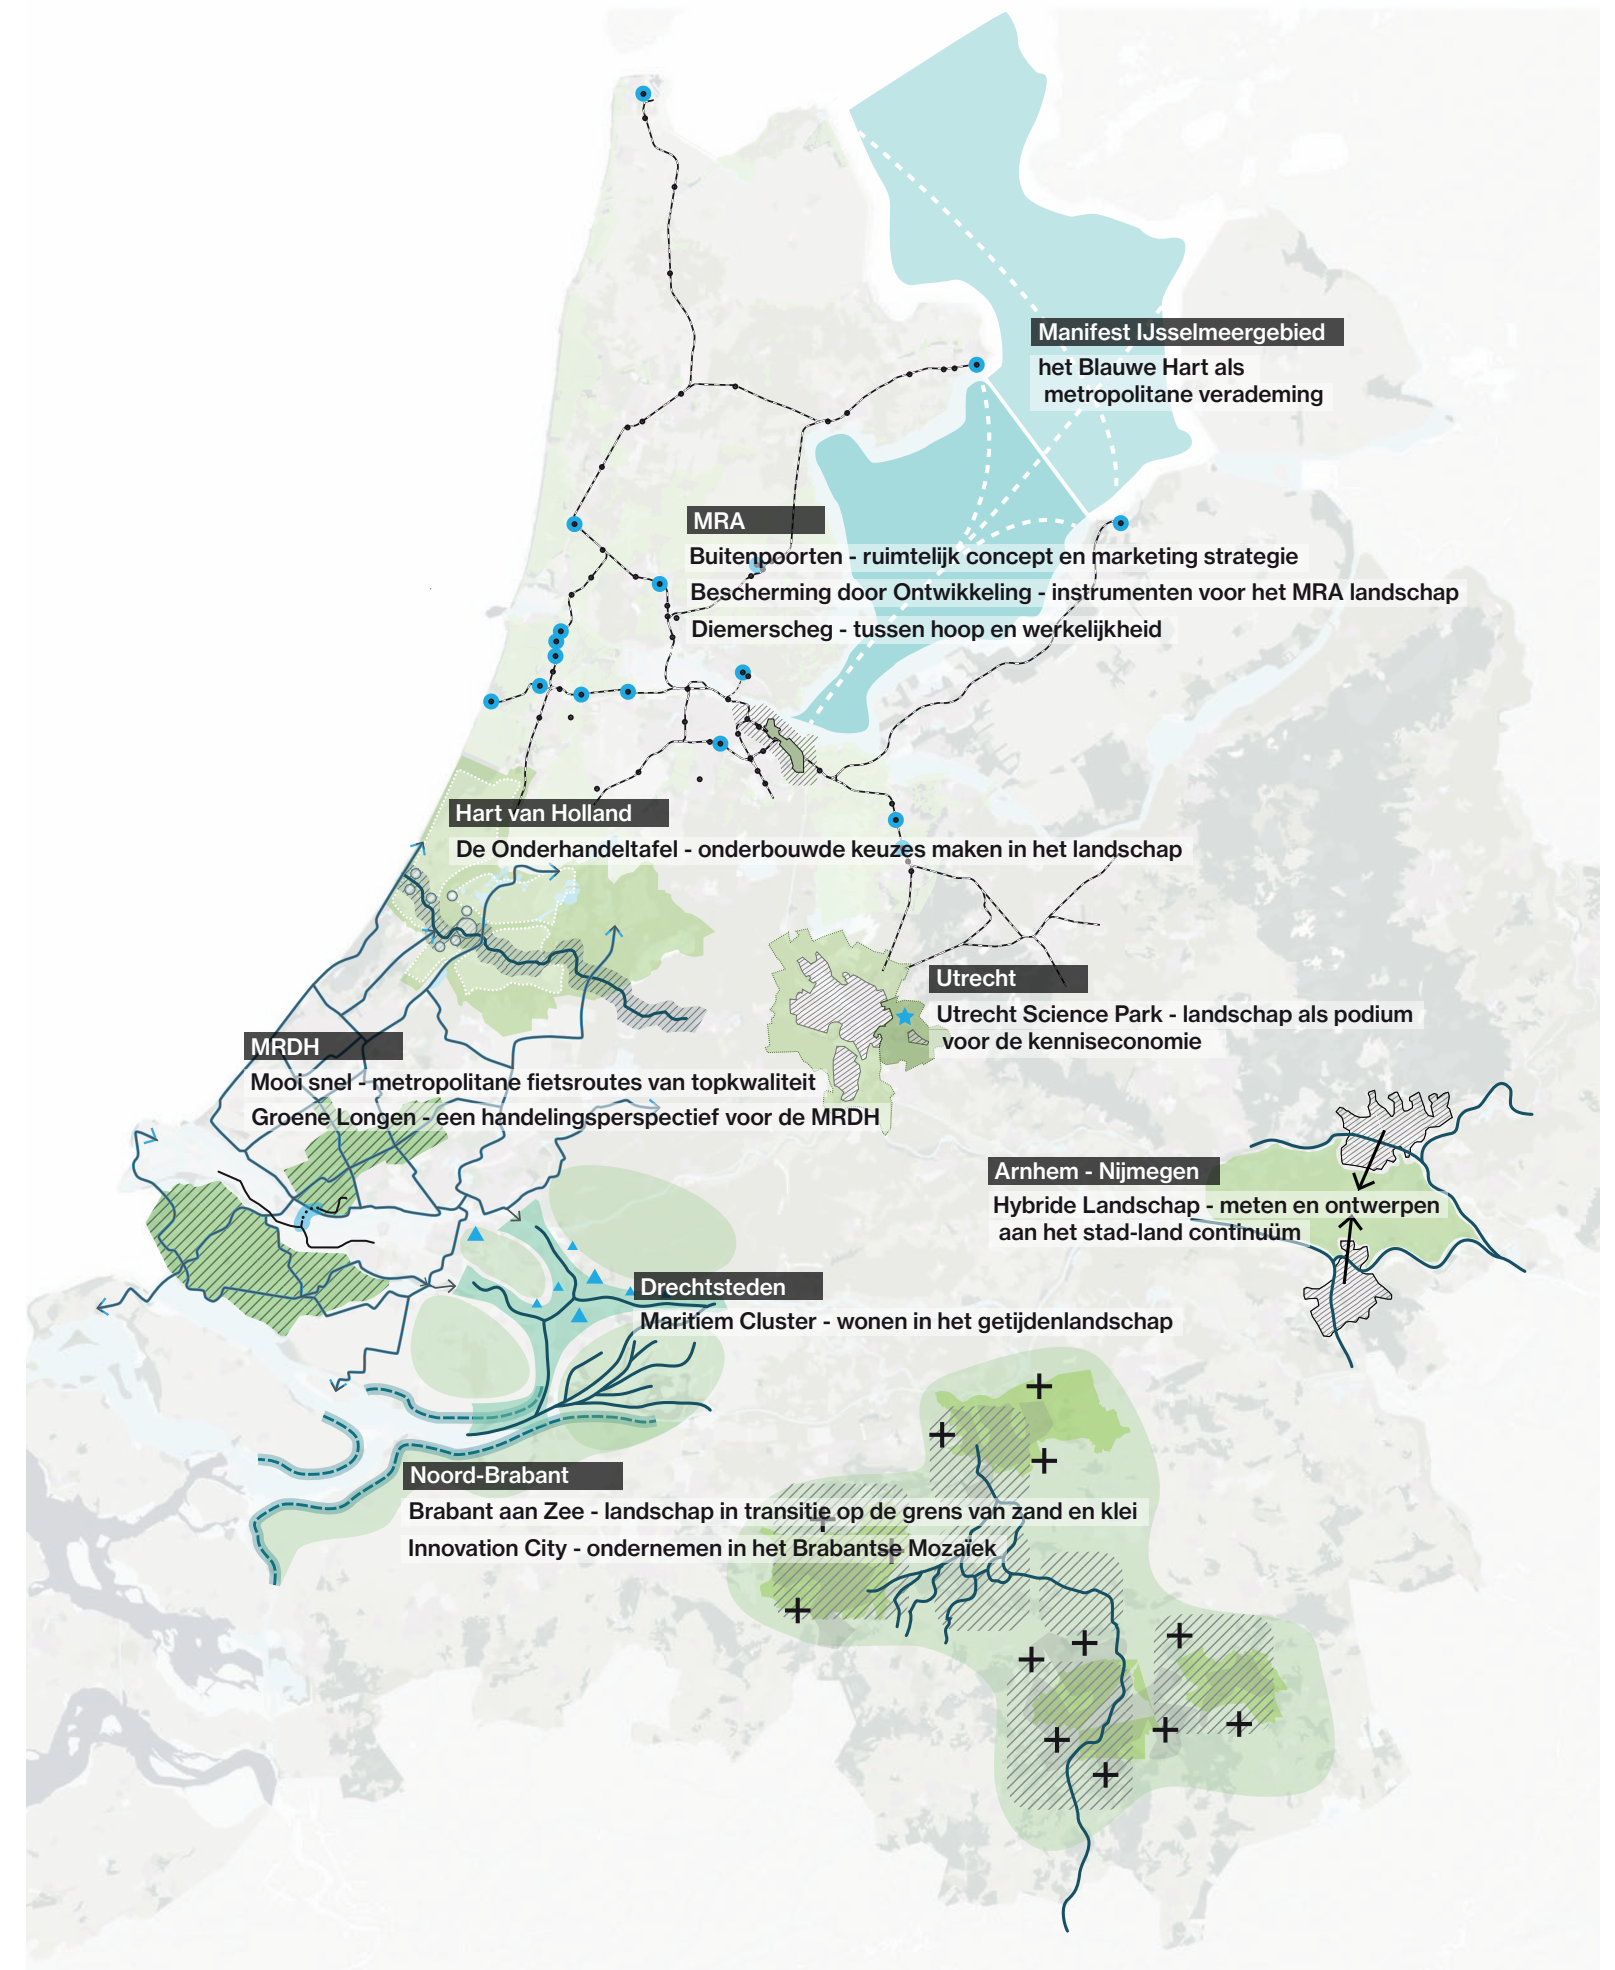 Manifest IJsselmeergebied
het Blauwe Hart als
metropolitane verademing
MRA
Buitenpoorten - ruimtelijk concept en marketing strategie
Bescherming door Ontwikkeling - instrumenten voor het MRA landschap
Diemerscheg - tussen hoop en werkelijkheid
Hart van Holland
De Onderhandeltafel - onderbouwde keuzes maken in het landschap
Utrecht
Utrecht Science Park - landschap als podium
voor de kenniseconomie
MRDH
Mooi snel - metropolitane fietsroutes van topkwaliteit
Groene Longen - een handelingsperspectief voor de MRDH
Arnhem - Nijmegen
Hybride Landschap - meten en ontwerpen
aan het stad-land continuüm
Drechtsteden
Maritiem Cluster - wonen in het getijdenlandschap
Noord-Brabant
Brabant aan Zee - landschap in transitie op de grens van zand en klei
Innovation City - ondernemen in het Brabantse Mozaïek